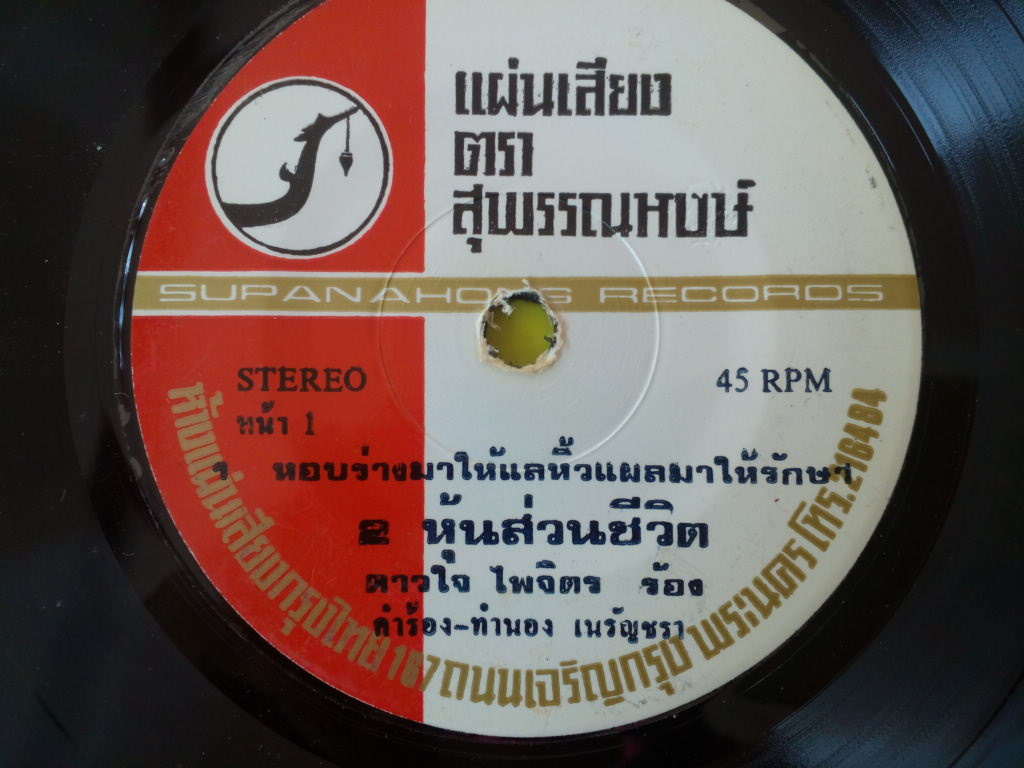 แผ่นเสียง
ตรา
สุพรรณหงษ์
SUPANAHONG RECORDS
STEREO
45 RPM
หน้า 1
1 หอบร่างมาให้แลหิ้วแผลมาให้รักษา
2 หุ้นส่วนชีวิต
ดาวใจ ไพจิตร ร้อง
คำร้อง-ทำนอง เนรัญชรา
ห้างแผ่นเสียงกรุงไทย 187 ถนนเจริญกรุง พระนคร โทร.216484